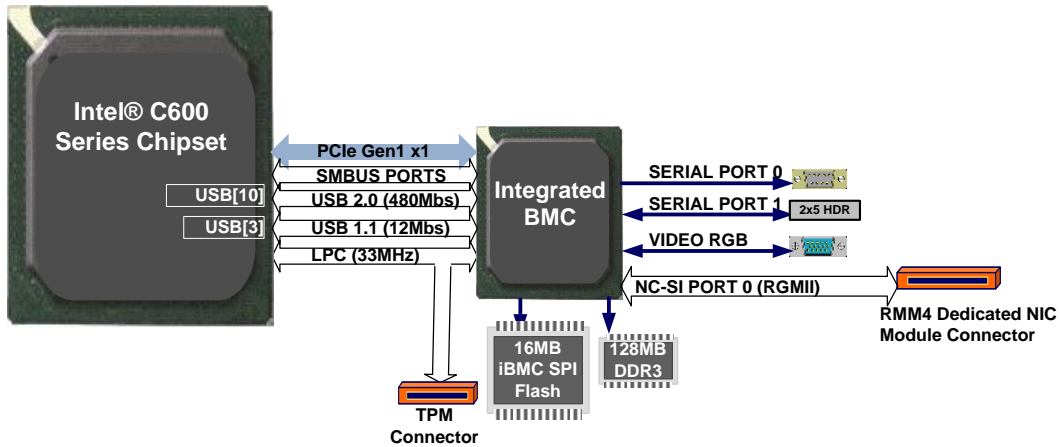 Intel® C600
Series Chipset
PCIe Gen1 x1
SMBUS PORTS
USB[10]
USB 2.0 (480Mbs)
USB[3]
USB 1.1 (12Mbs)
LPC (33MHz)
Integrated
BMC
SERIAL PORT 0
SERIAL PORT 1
2x5 HDR
VIDEO RGB
NC-SI PORT 0 (RGMII)
RMM4 Dedicated NIC
Module Connector
16MB
iBMC SPI
Flash
128MB
DDR3
TPM
Connector